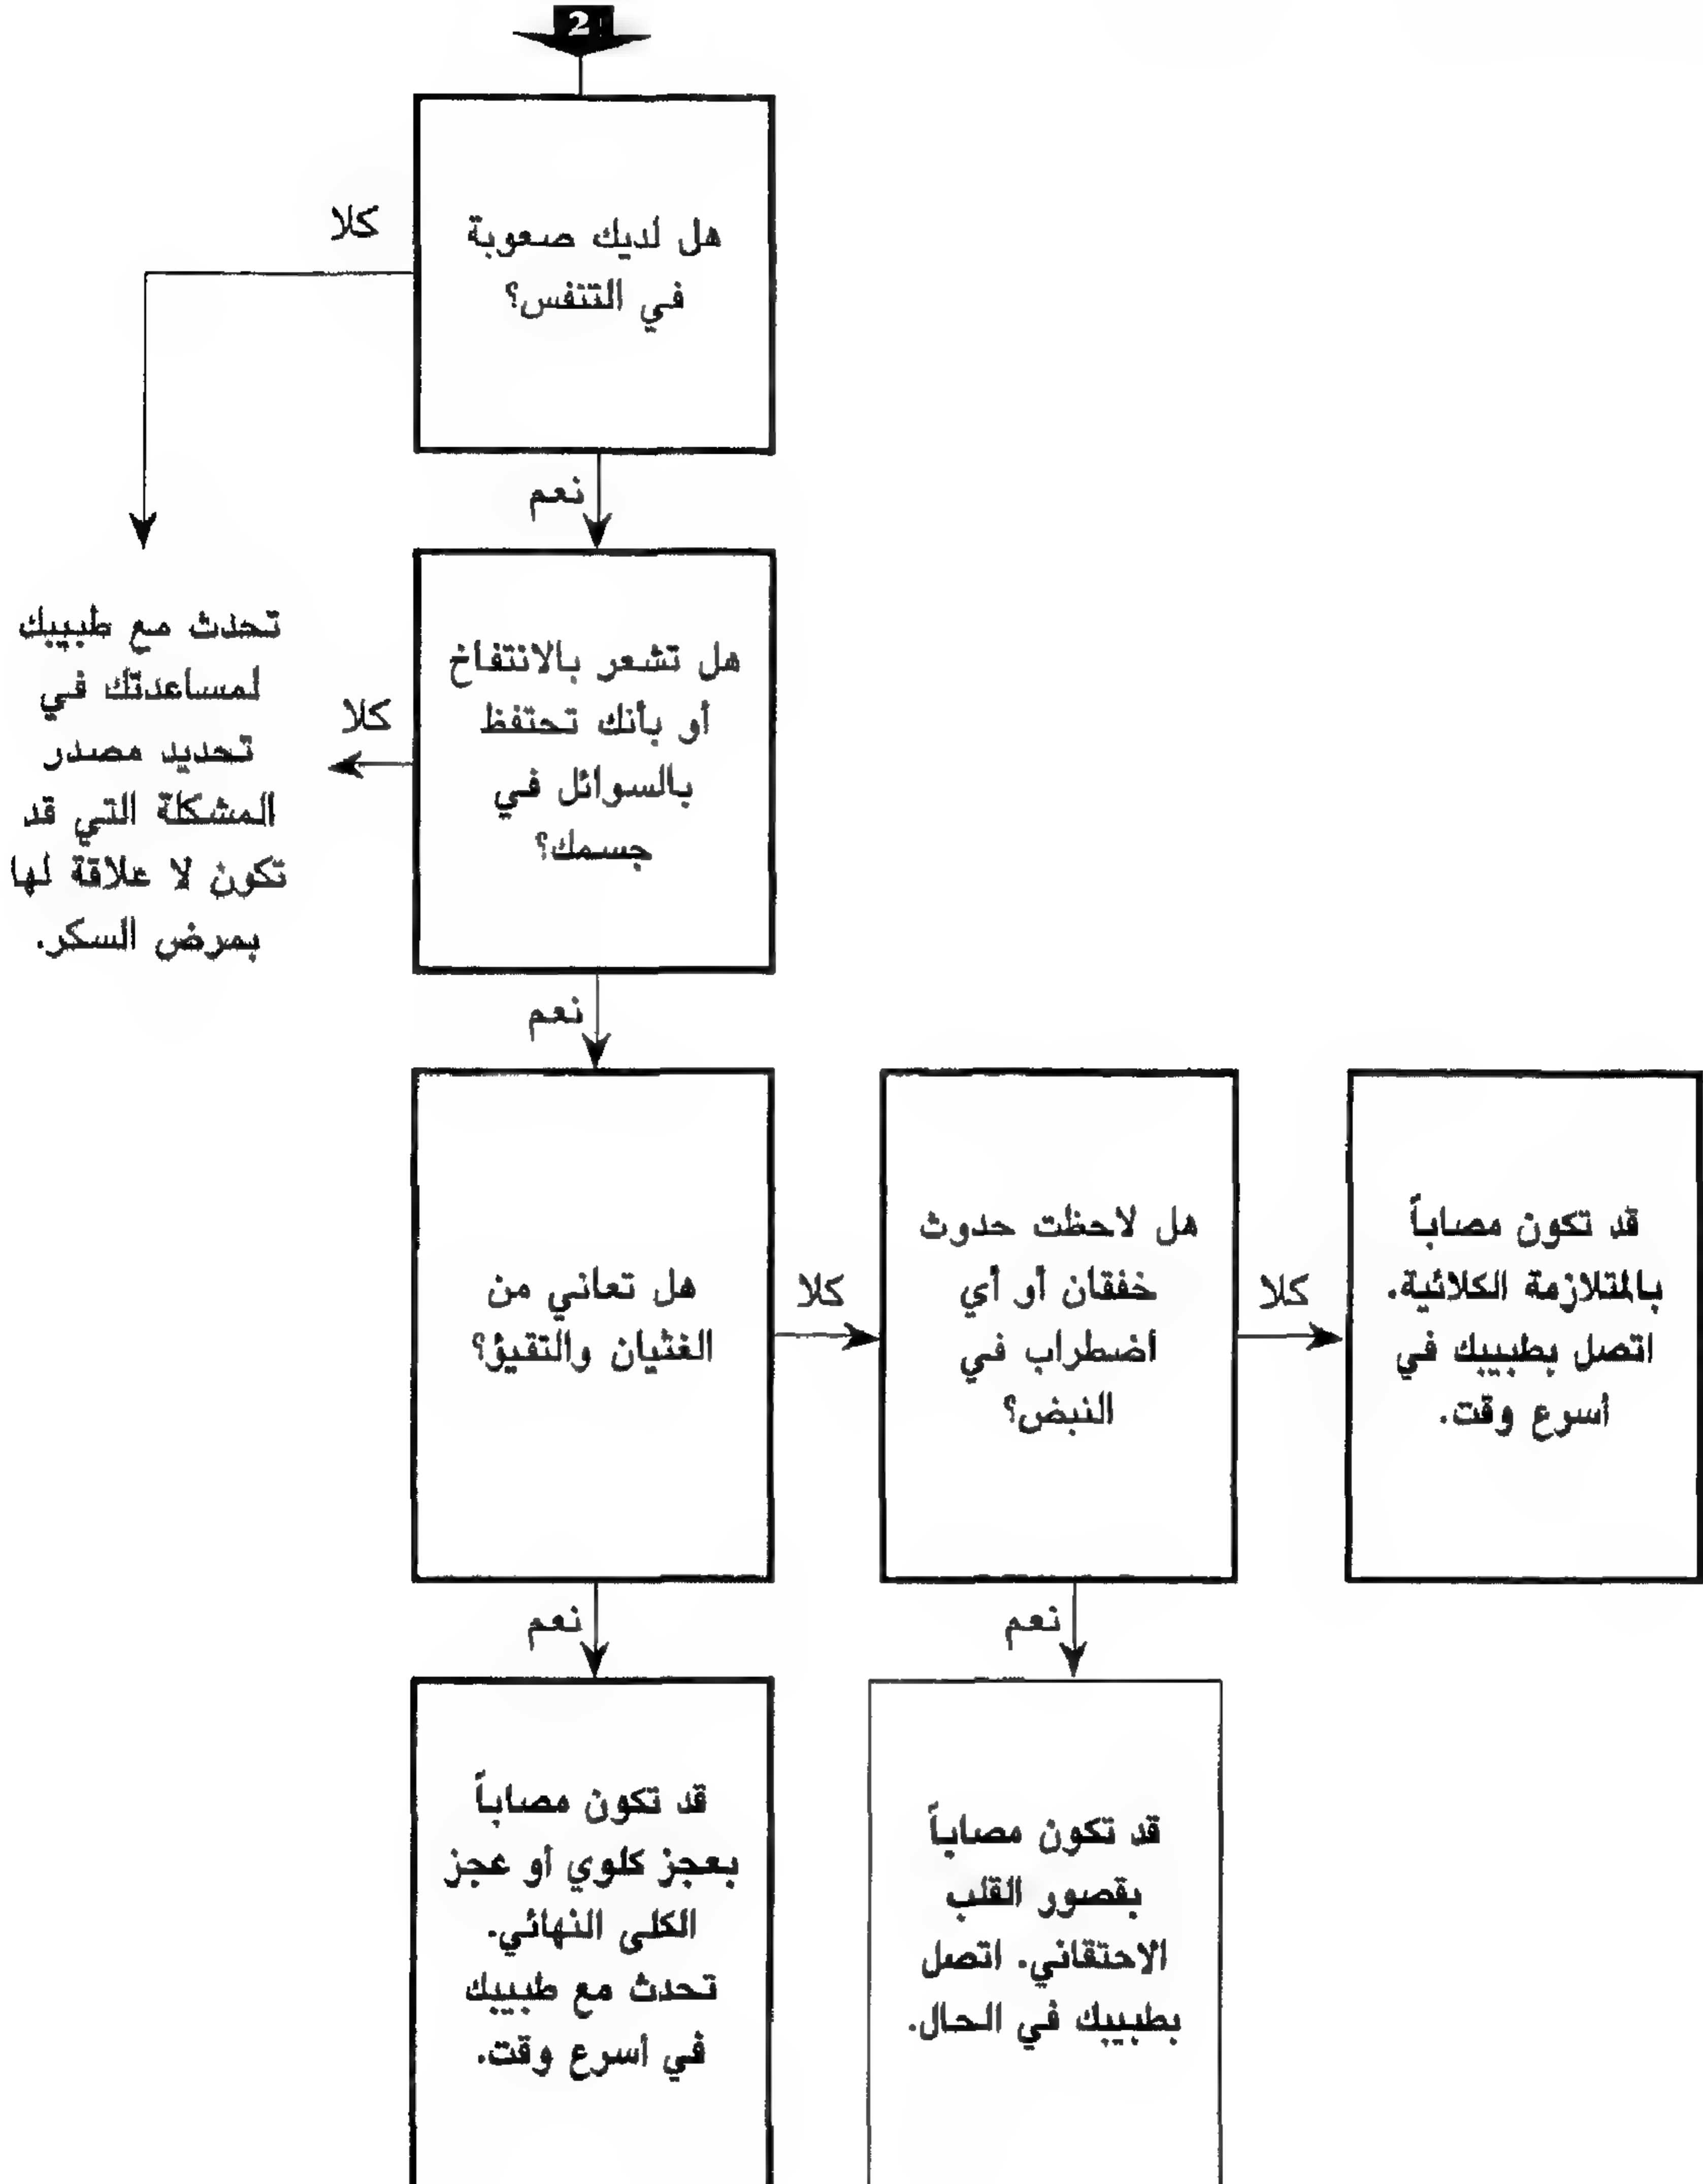 2
هل لديك صعوبة
في التنفس؟
كلا
نعم
هل تشعر بالانتفاخ
أو بأنك تحتفظ
بالسوائل في
جسمك؟
كلا
تحدث مع طبيبك
لمساعدتك في
تحديد مصدر
المشكلة التي قد
تكون لا علاقة لها
بمرض السكر.
نعم
هل تعاني من
الغثيان والتقيؤ؟
كلا
هل لاحظت حدوث
خفقان أو أي
اضطراب في
النبض؟
كلا
قد تكون مصاباً
بالمتلازمة الكلائية.
اتصل بطبيبك في
أسرع وقت.
نعم
قد تكون مصاباً
بعجز كلوي أو عجز
الكلى النهائي.
تحدث مع طبيبك
في أسرع وقت.
نعم
قد تكون مصاباً
بقصور القلب
الاحتقاني. اتصل
بطبيبك في الحال.